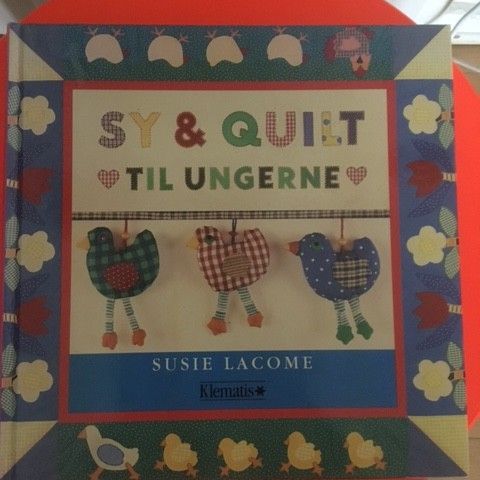 SY & QUILT
TIL UNGERNE
SUSIE LACOME
Klematis